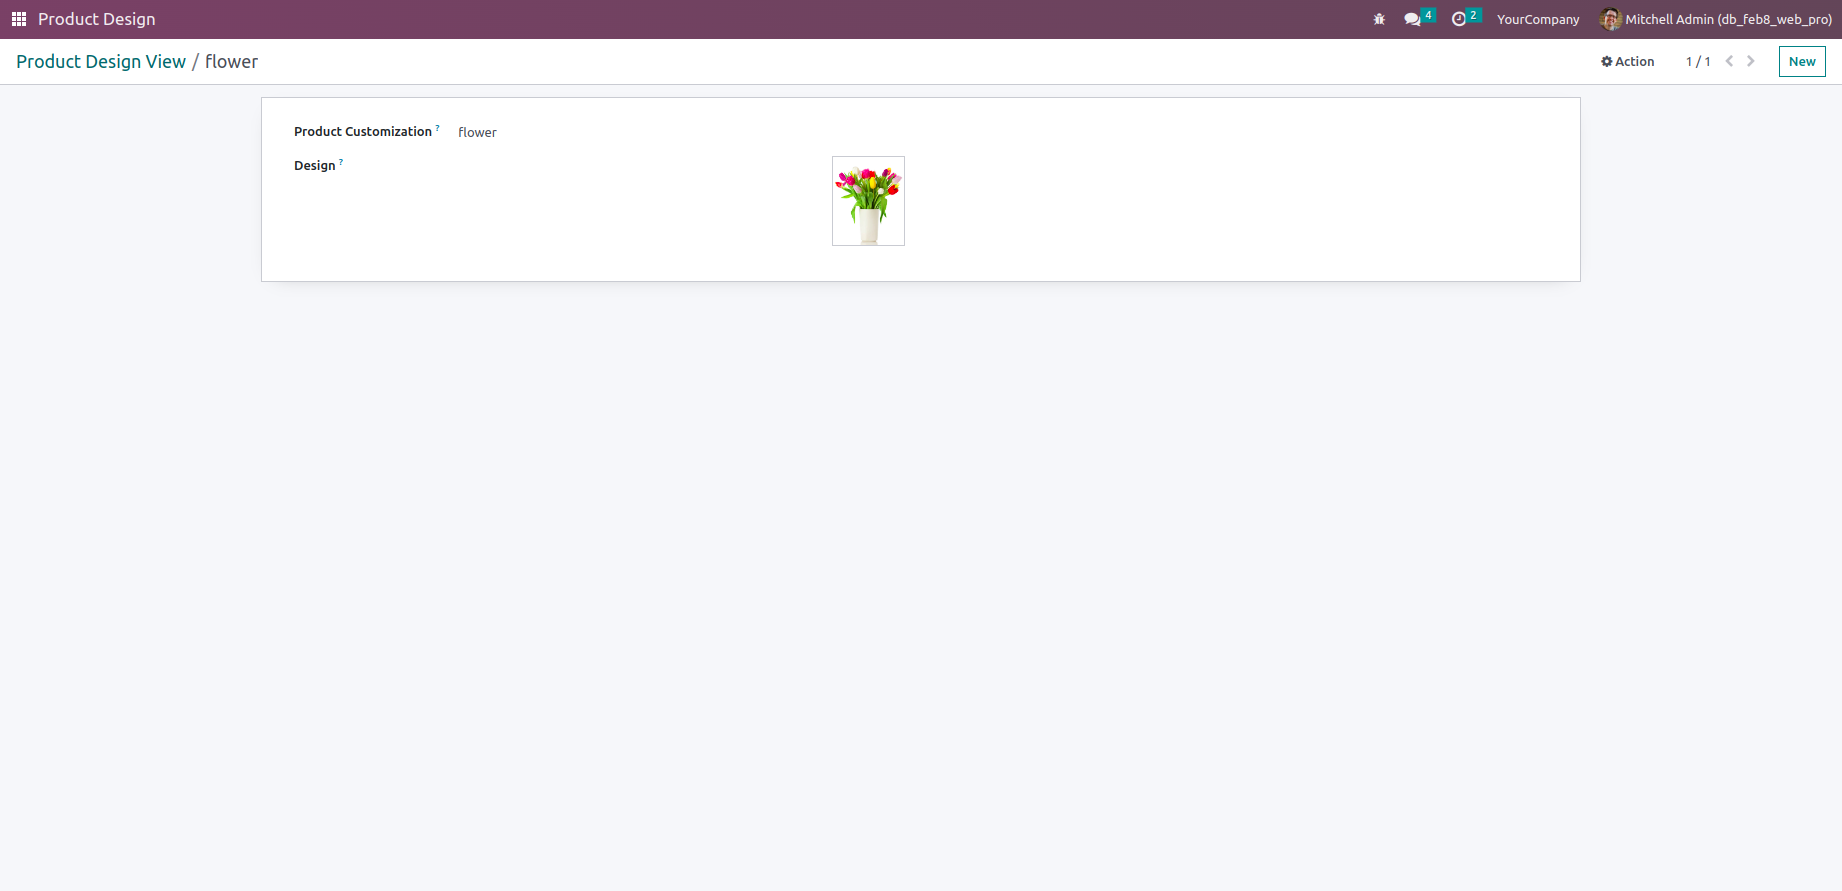 Product Design 4 2 YourCompany Mitchell Admin (db_feb8_web_pro)
Product Design View / flower Action 1 / 1 New
Product Customization ? flower
Design ?